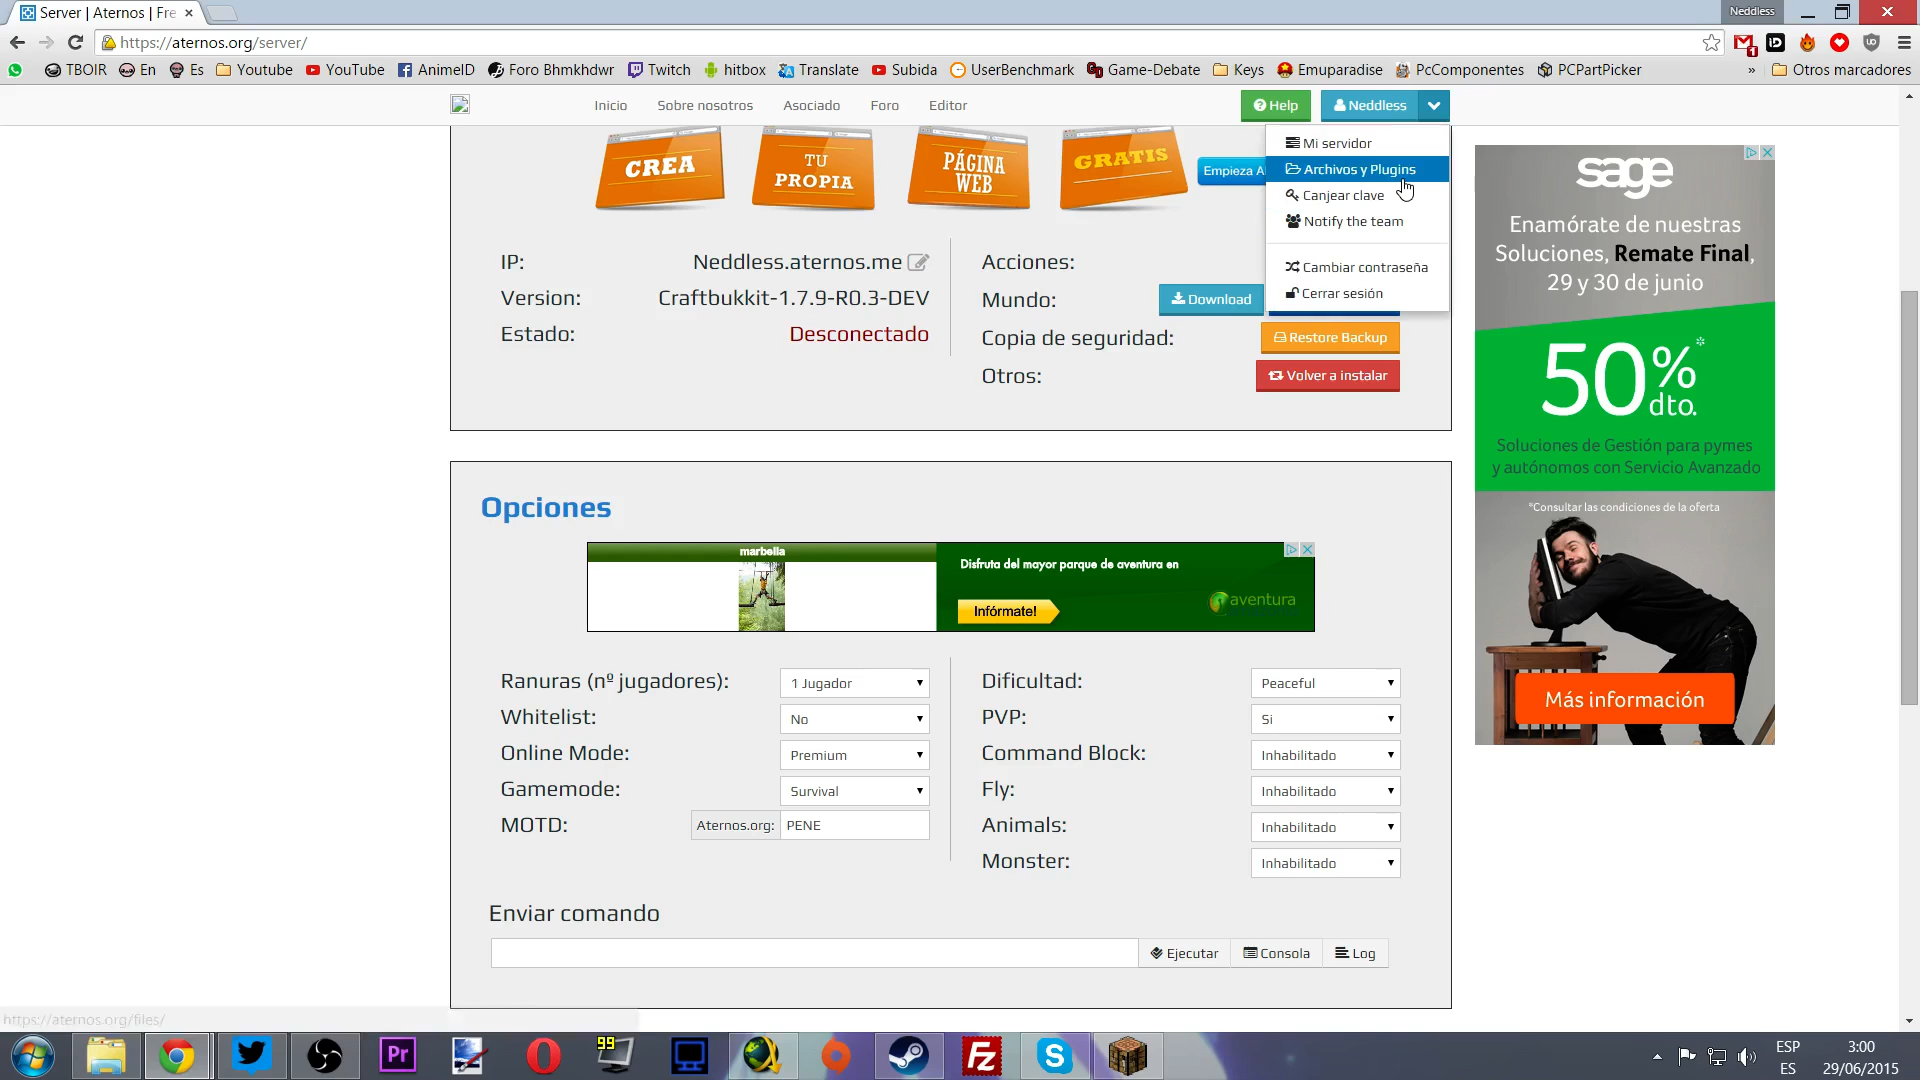 Server | Aternos | Fre
Neddless
https://aternos.org/server/
TBOIR En Es Youtube YouTube AnimeID Foro Bhmkhdwr Twitch hitbox Translate Subida UserBenchmark Game-Debate Keys Emuparadise PcComponentes PCPartPicker » Otros marcadores
Inicio Sobre nosotros Asociado Foro Editor Help Neddless
Mi servidor
Archivos y Plugins
Canjear clave
Notify the team
Cambiar contraseña
Cerrar sesión
CREA
TU
PROPIA
PÁGINA
WEB
GRATIS
Empieza A
IP: Neddless.aternos.me
Version: Craftbukkit-1.7.9-R0.3-DEV
Estado: Desconectado
Acciones:
Mundo: Download
Copia de seguridad: Restore Backup
Otros: Volver a instalar
Opciones
marbella
Disfruta del mayor parque de aventura en
Infórmate!
aventura
Ranuras (nº jugadores): 1 Jugador
Whitelist: No
Online Mode: Premium
Gamemode: Survival
MOTD: Aternos.org: PENE
Dificultad: Peaceful
PVP: Si
Command Block: Inhabilitado
Fly: Inhabilitado
Animals: Inhabilitado
Monster: Inhabilitado
Enviar comando
Ejecutar Consola Log
sage
Enamórate de nuestras
Soluciones, Remate Final,
29 y 30 de junio
50%*
dto.
Soluciones de Gestión para pymes
y autónomos con Servicio Avanzado
*Consultar las condiciones de la oferta
Más información
https://aternos.org/files/
Pr
99
Fz
ESP
ES
3:00
29/06/2015